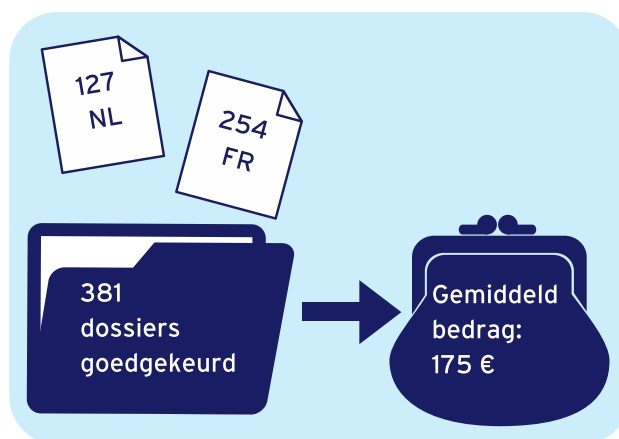 127
NL
254
FR
381
dossiers
goedgekeurd
Gemiddeld
bedrag:
175 €